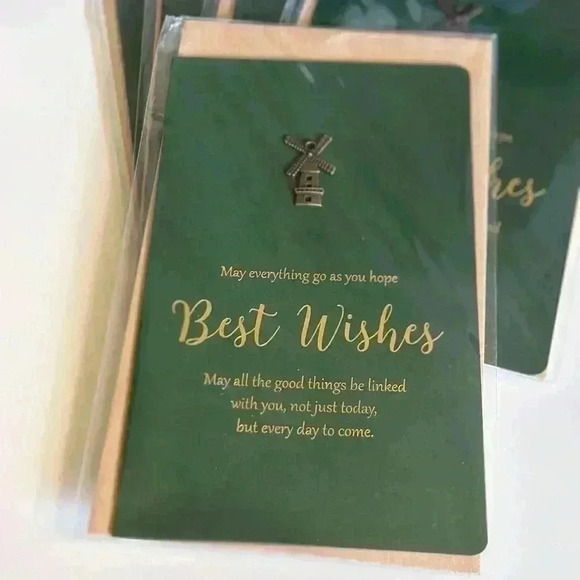 May everything go as you hope
Best Wishes
May all the good things be linked
with you, not just today,
but every day to come.